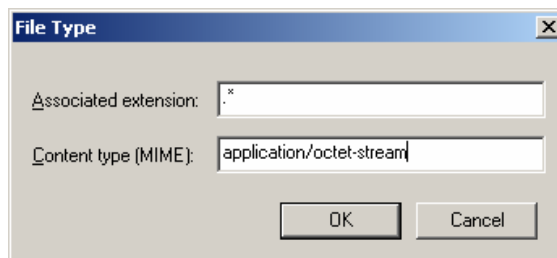 File Type
Associated extension: .*
Content type (MIME): application/octet-stream
OK Cancel